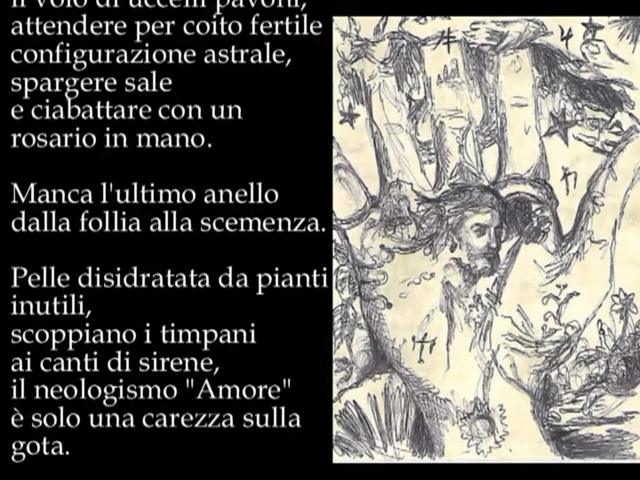 il volo di uccelli pavoni,
attendere per coito fertile
configurazione astrale,
spargere sale
e ciabattare con un
rosario in mano.
Manca l'ultimo anello
dalla follia alla scemenza.
Pelle disidratata da pianti
inutili,
scoppiano i timpani
ai canti di sirene,
il neologismo "Amore"
è solo una carezza sulla
gota.